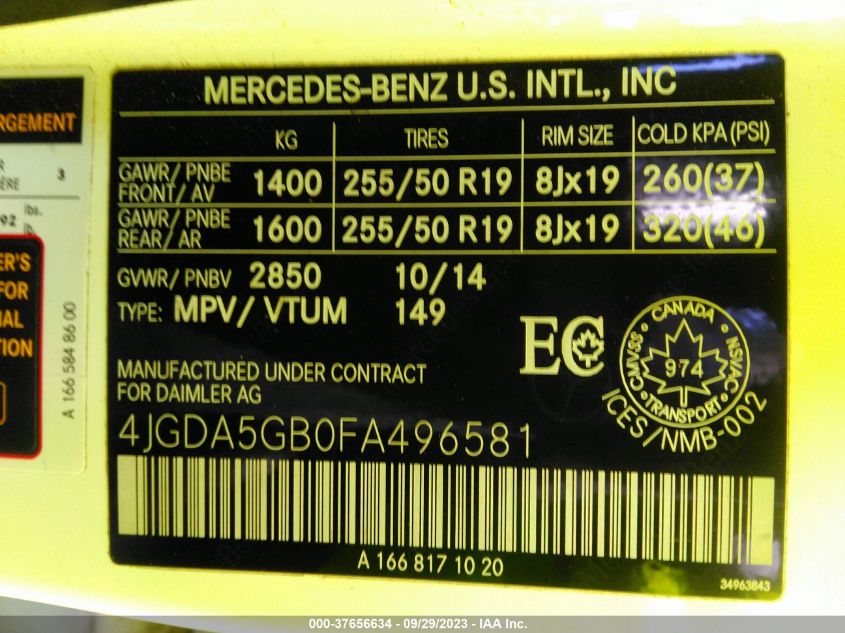 MERCEDES-BENZ U.S. INTL., INC
KG TIRES RIM SIZE COLD KPA (PSI)
GAWR/ PNBE FRONT/ AV 1400 255/50 R19 8Jx19 260(37)
GAWR/ PNBE REAR/ AR 1600 255/50 R19 8Jx19 320(46)
GVWR/ PNBV 2850 10/14
TYPE: MPV/ VTUM 149
EC
CANADA
CMVSS 974 NSVAC
TRANSPORT
ICES/NMB-002
MANUFACTURED UNDER CONTRACT
FOR DAIMLER AG
4JGDA5GB0FA496581
A 166 817 10 20
34963843
RGEMENT
3
lbs.
lb.
ER'S
FOR
A 166 584 86 00
000-37656634 - 09/29/2023 - IAA Inc.